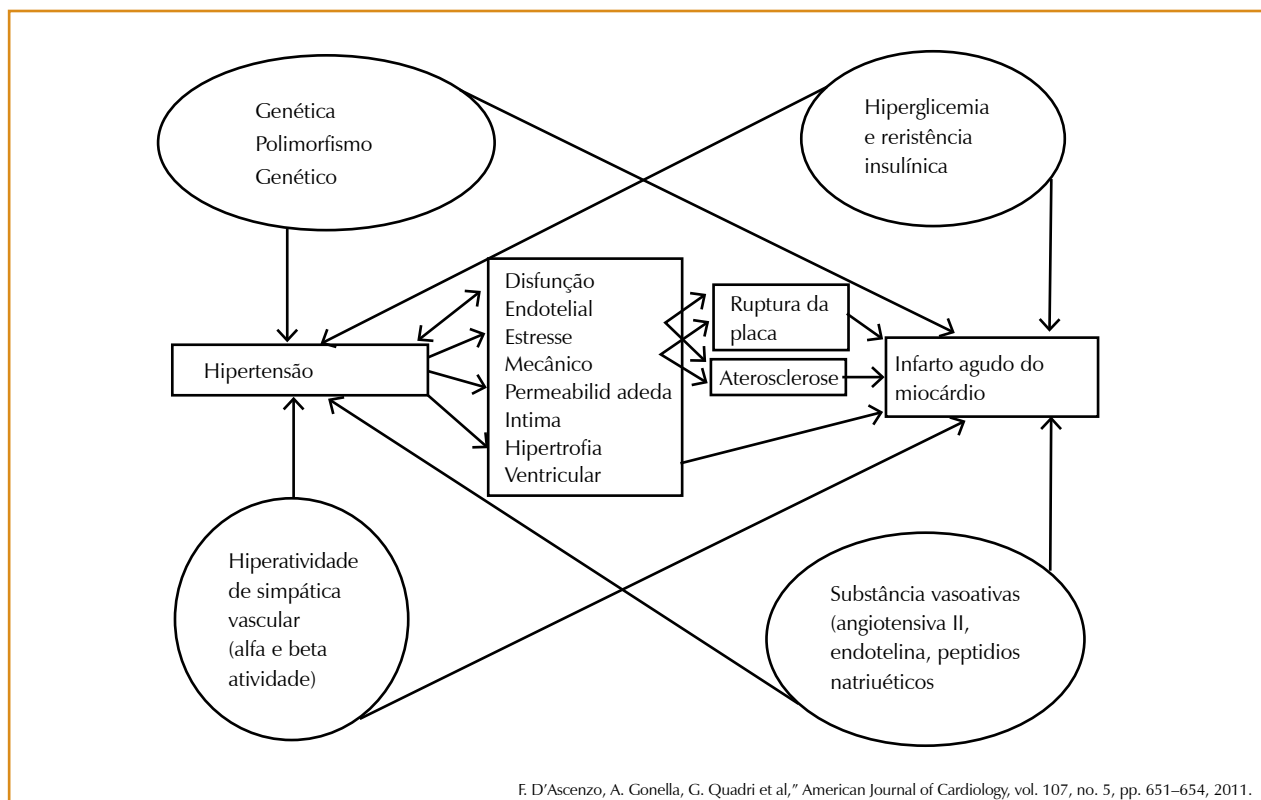 Genética
Polimorfismo
Genético
Hiperglicemia
e reristência
insulínica
Hipertensão
Disfunção
Endotelial
Estresse
Mecânico
Permeabilid adeda
Intima
Hipertrofia
Ventricular
Ruptura da
placa
Aterosclerose
Infarto agudo do
miocárdio
Hiperatividade
de simpática
vascular
(alfa e beta
atividade)
Substância vasoativas
(angiotensiva II,
endotelina, peptidios
natriuéticos
F. D’Ascenzo, A. Gonella, G. Quadri et al,” American Journal of Cardiology, vol. 107, no. 5, pp. 651–654, 2011.